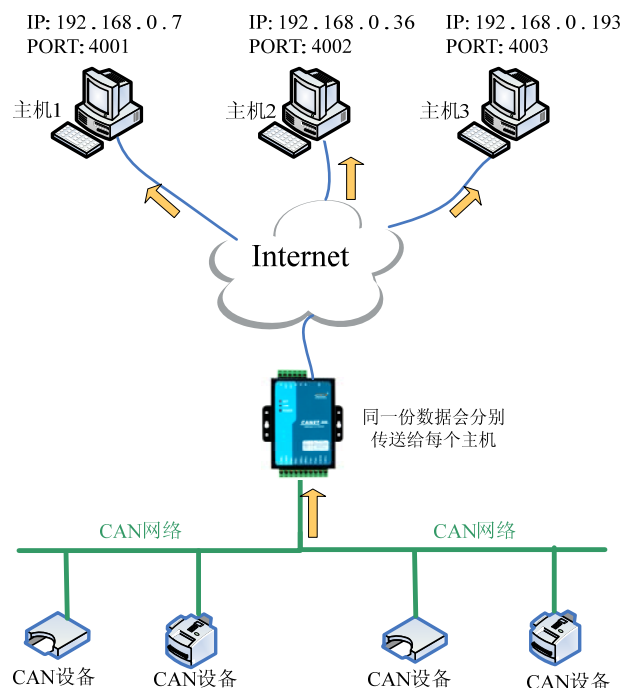 IP: 192.168.0.7
PORT: 4001
IP: 192.168.0.36
PORT: 4002
IP: 192.168.0.193
PORT: 4003
主机1
主机2
主机3
Internet
同一份数据会分别
传送给每个主机
CAN网络
CAN网络
CAN设备
CAN设备
CAN设备
CAN设备